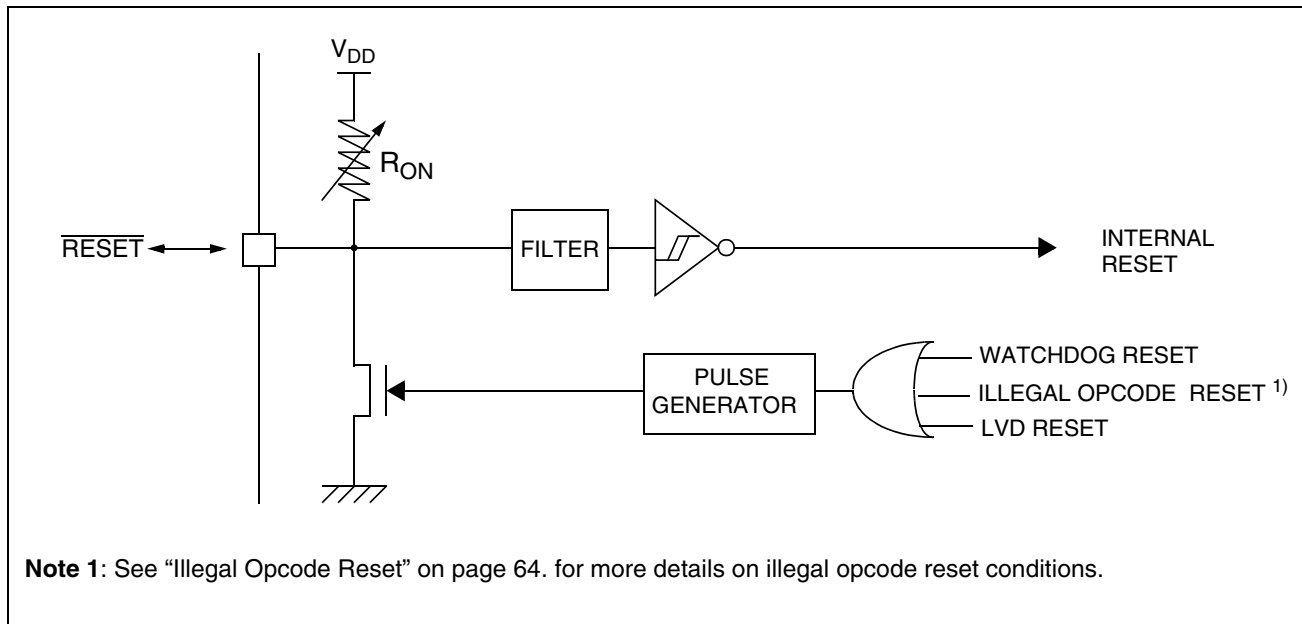 VDD
RON
RESET
FILTER
INTERNAL
RESET
PULSE
GENERATOR
WATCHDOG RESET
ILLEGAL OPCODE RESET 1)
LVD RESET
Note 1: See “Illegal Opcode Reset” on page 64. for more details on illegal opcode reset conditions.